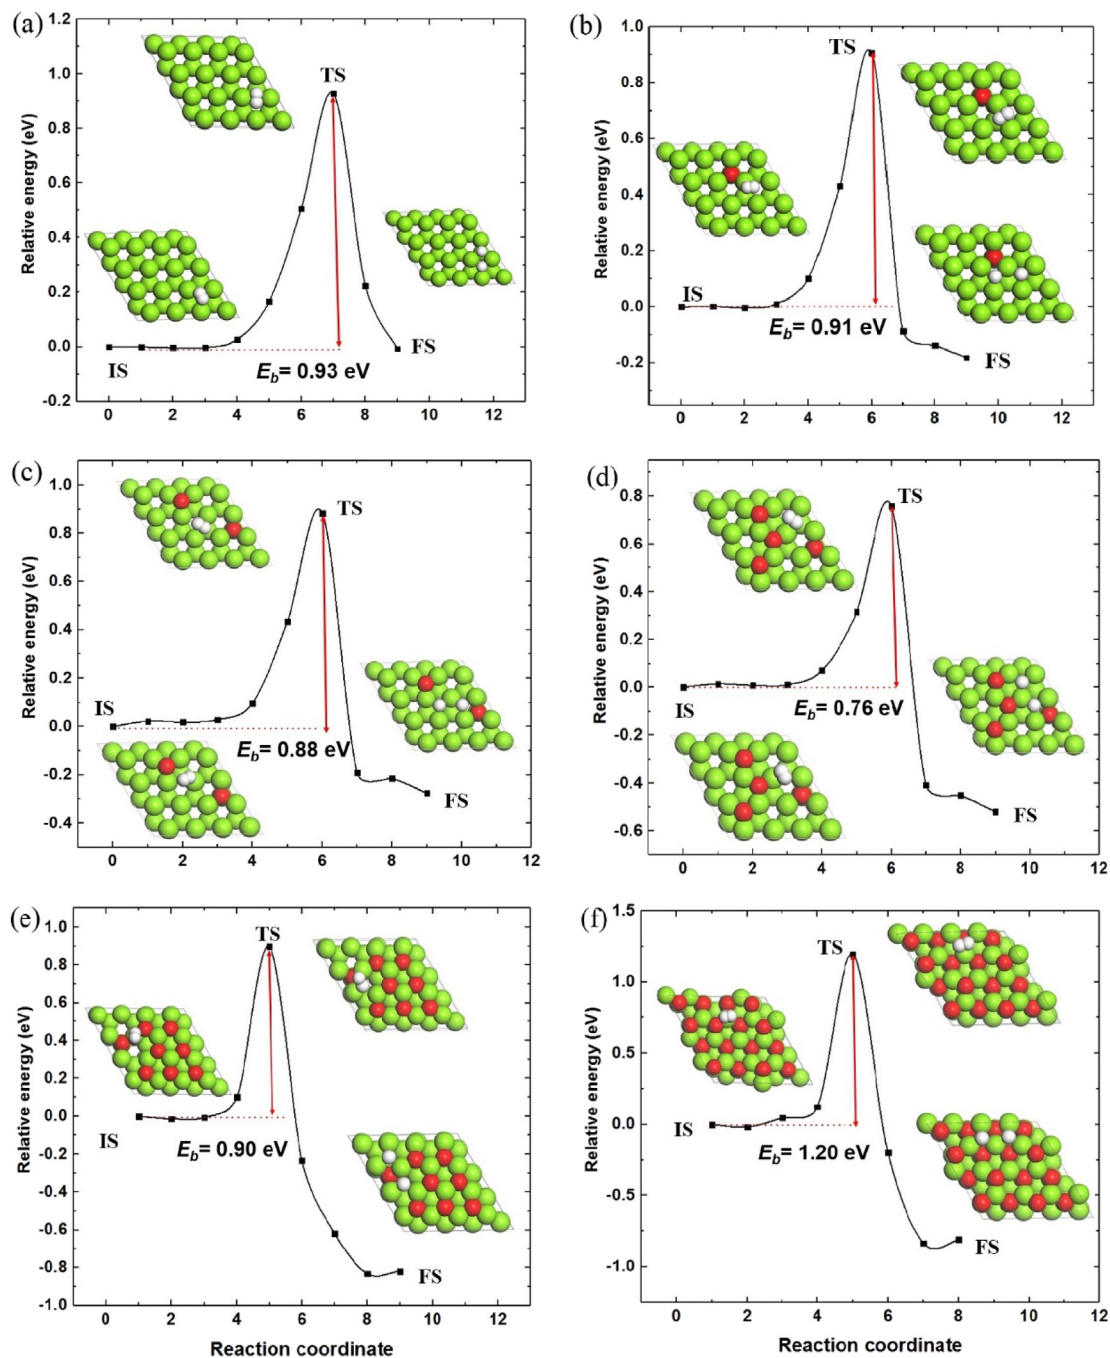 (a)
Relative energy (eV)
1.2
1.0
0.8
0.6
0.4
0.2
0.0
-0.2
TS
IS
FS
E_b= 0.93 eV
0 2 4 6 8 10 12
(b)
Relative energy (eV)
1.0
0.8
0.6
0.4
0.2
0.0
-0.2
TS
IS
E_b= 0.91 eV
FS
0 2 4 6 8 10 12
(c)
Relative energy (eV)
1.0
0.8
0.6
0.4
0.2
0.0
-0.2
-0.4
TS
IS
E_b= 0.88 eV
FS
0 2 4 6 8 10 12
(d)
Relative energy (eV)
0.8
0.6
0.4
0.2
0.0
-0.2
-0.4
-0.6
TS
IS
E_b= 0.76 eV
FS
0 2 4 6 8 10 12
(e)
Relative energy (eV)
1.0
0.8
0.6
0.4
0.2
0.0
-0.2
-0.4
-0.6
-0.8
-1.0
TS
IS
E_b= 0.90 eV
FS
0 2 4 6 8 10 12
Reaction coordinate
(f)
Relative energy (eV)
1.5
1.0
0.5
0.0
-0.5
-1.0
TS
IS
E_b= 1.20 eV
FS
0 2 4 6 8 10 12
Reaction coordinate